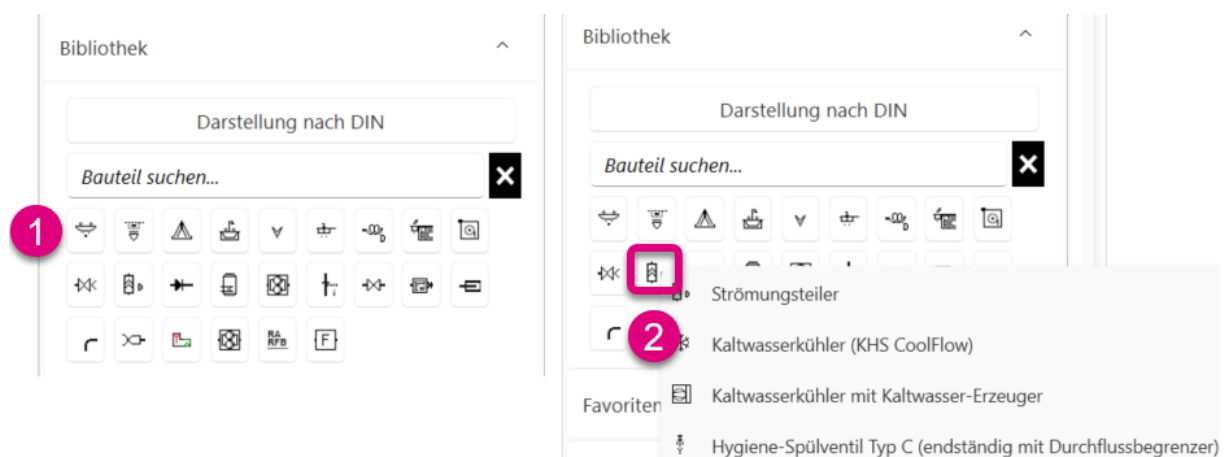 Bibliothek
Darstellung nach DIN
Bauteil suchen...
1
RA
RFB
F
Bibliothek
Darstellung nach DIN
Bauteil suchen...
2
Strömungsteiler
Kaltwasserkühler (KHS CoolFlow)
Kaltwasserkühler mit Kaltwasser-Erzeuger
Favoriten
Hygiene-Spülventil Typ C (endständig mit Durchflussbegrenzer)